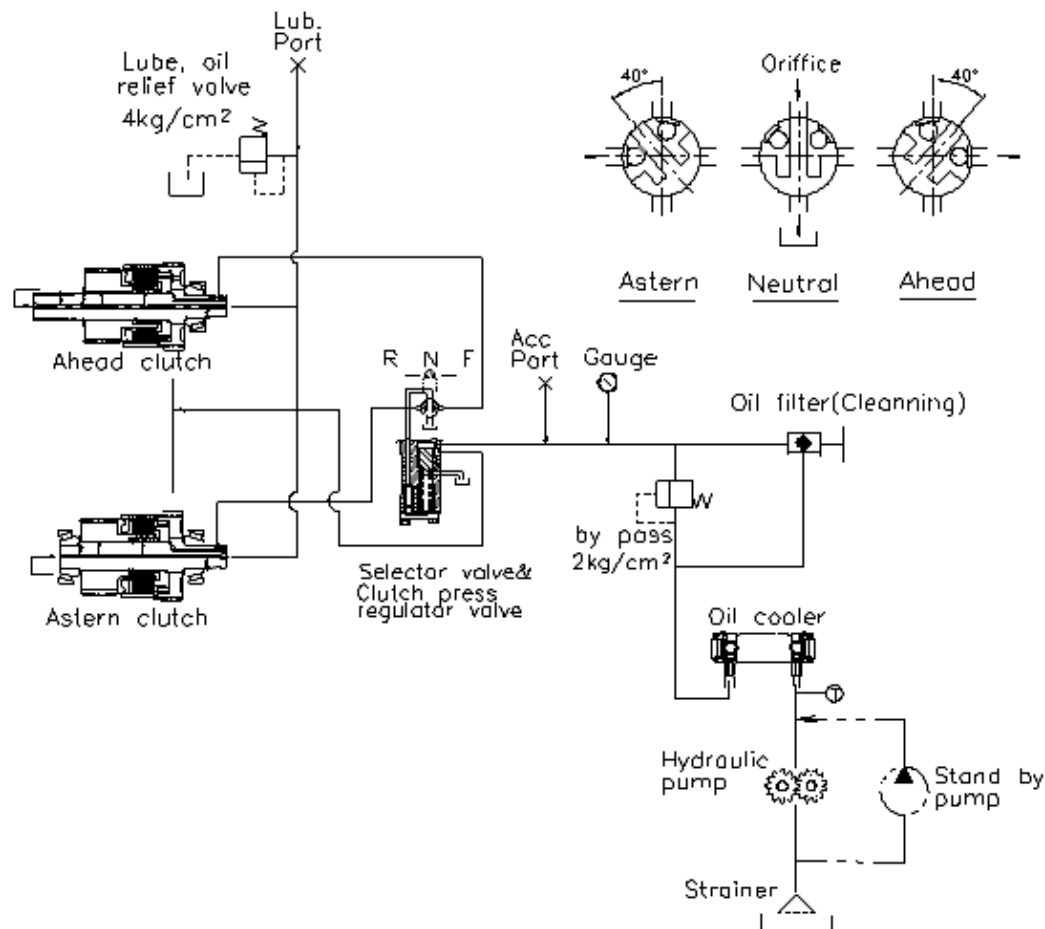 Lub.
Port
Lube, oil
relief valve
4kg/cm²
40°
Oriffice
40°
Astern
Neutral
Ahead
Ahead clutch
R N F
Acc
Port
Gauge
Oil filter(Cleanning)
by pass
2kg/cm²
Selector valve&
Clutch press
regulator valve
Astern clutch
Oil cooler
T
Hydraulic
pump
Stand by
pump
Strainer